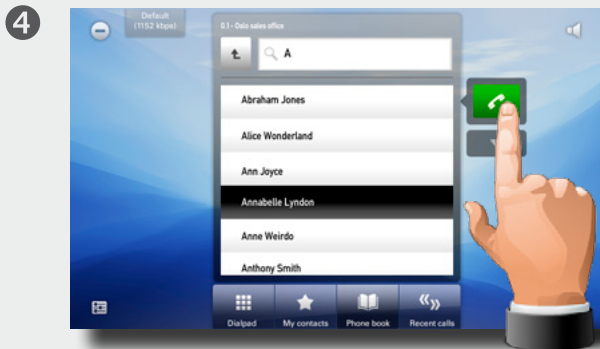 4
Default
(1152 kbps)
0.1 - Oslo sales office
A
Abraham Jones
Alice Wonderland
Ann Joyce
Annabelle Lyndon
Anne Weirdo
Anthony Smith
Dialpad
My contacts
Phone book
Recent calls